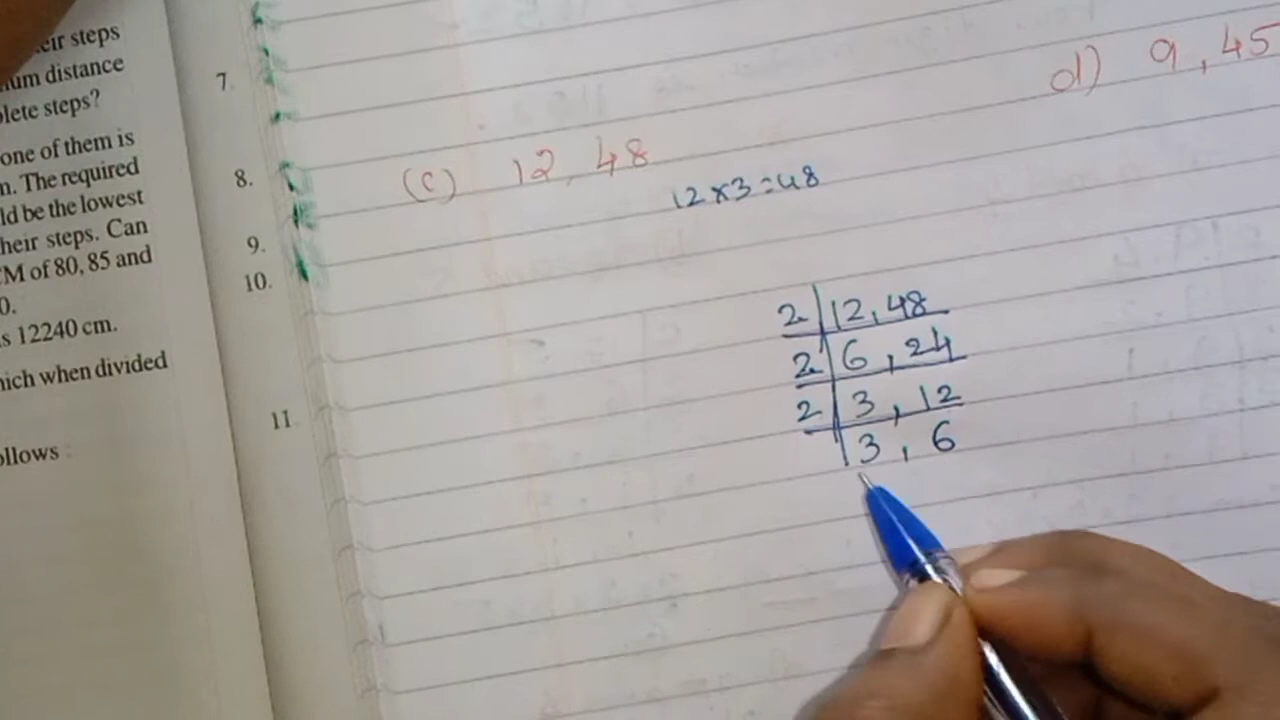 eir steps
um distance
lete steps?
one of them is
n. The required
ld be the lowest
heir steps. Can
M of 80, 85 and
0.
s 12240 cm.
hich when divided
ollows :
7.
8.
9.
10.
11
(c) 12, 48
12×3=48
2 12, 48
2 6, 24
2 3, 12
3, 6
d) 9, 45